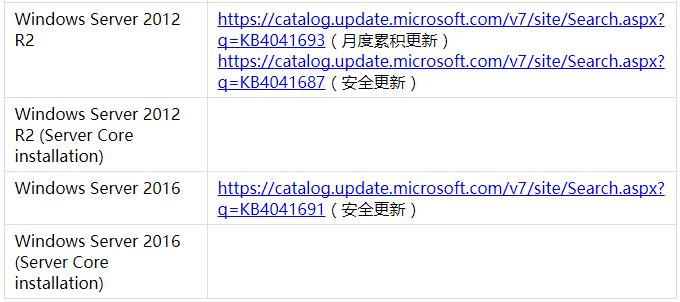 Windows Server 2012
R2
https://catalog.update.microsoft.com/v7/site/Search.aspx?
q=KB4041693（月度累积更新）
https://catalog.update.microsoft.com/v7/site/Search.aspx?
q=KB4041687（安全更新）
Windows Server 2012
R2 (Server Core
installation)
Windows Server 2016
https://catalog.update.microsoft.com/v7/site/Search.aspx?
q=KB4041691（安全更新）
Windows Server 2016
(Server Core
installation)